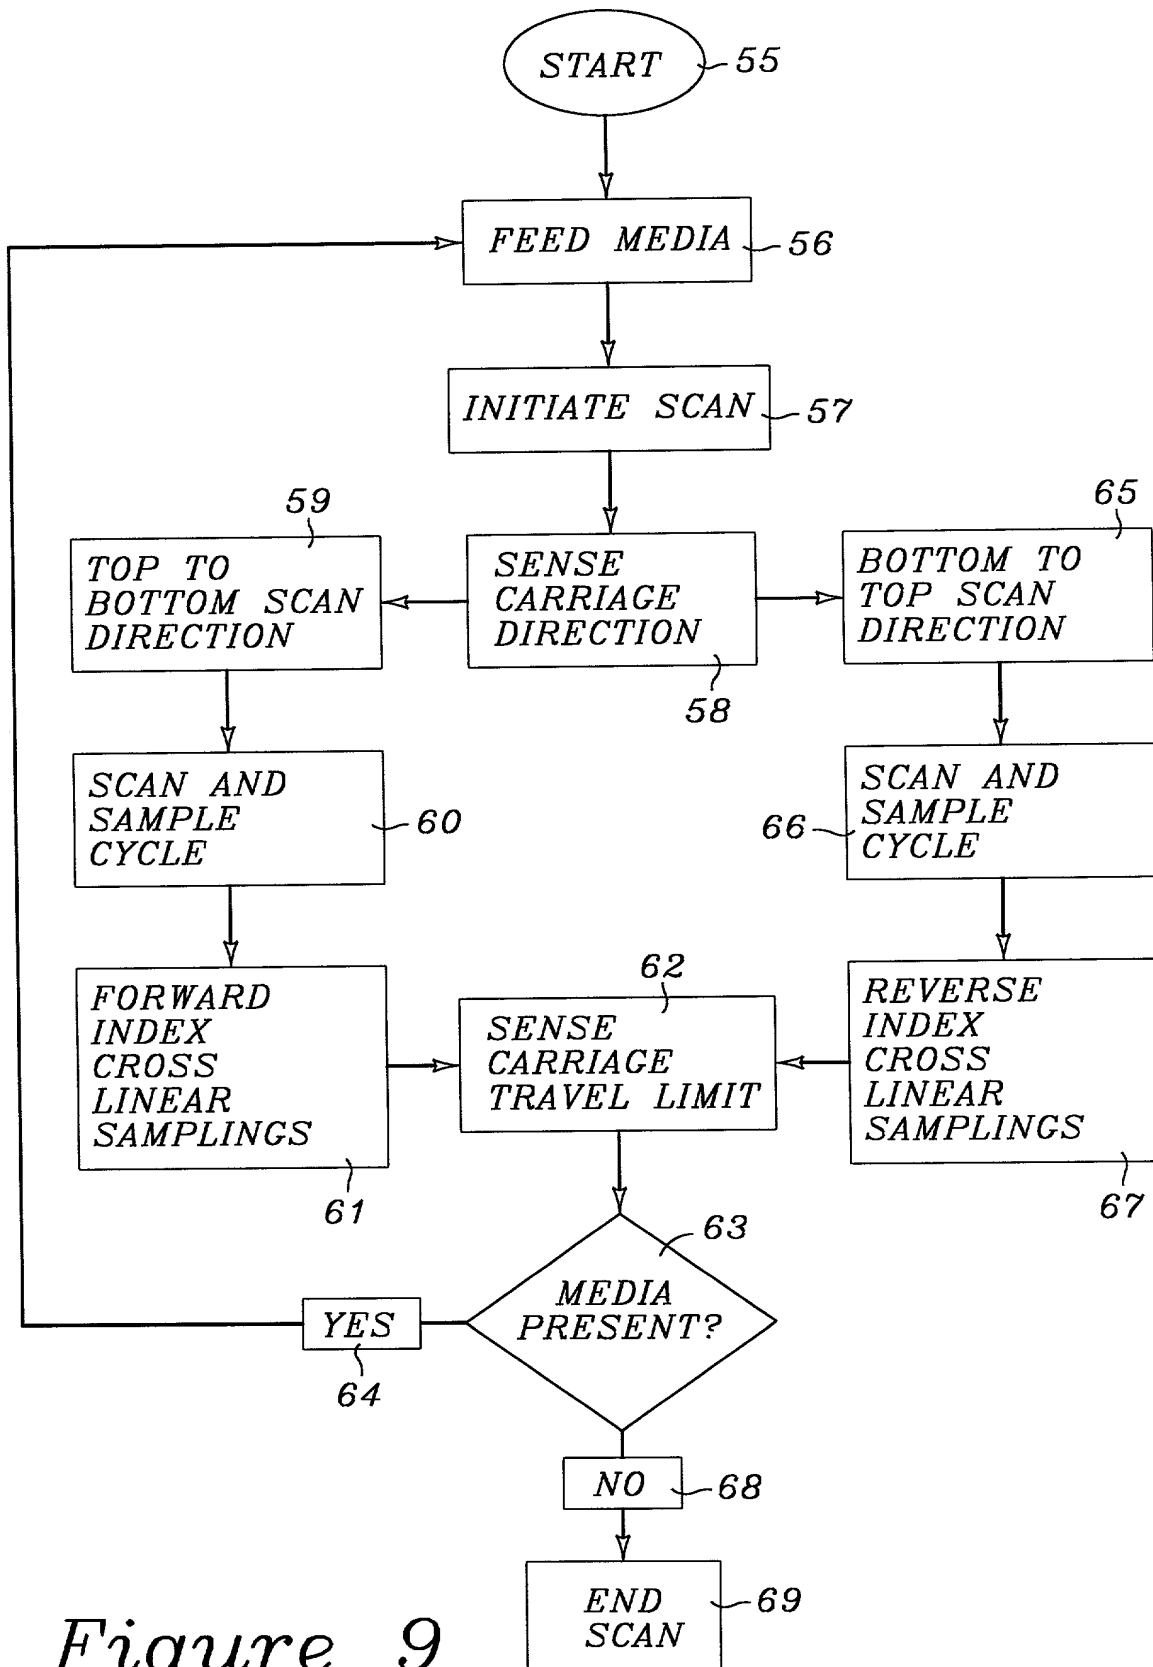 START
55
FEED MEDIA
56
INITIATE SCAN
57
59
TOP TO
BOTTOM SCAN
DIRECTION
SENSE
CARRIAGE
DIRECTION
58
65
BOTTOM TO
TOP SCAN
DIRECTION
SCAN AND
SAMPLE
CYCLE
60
66
SCAN AND
SAMPLE
CYCLE
FORWARD
INDEX
CROSS
LINEAR
SAMPLINGS
61
62
SENSE
CARRIAGE
TRAVEL LIMIT
REVERSE
INDEX
CROSS
LINEAR
SAMPLINGS
67
63
MEDIA
PRESENT?
YES
64
NO
68
END
SCAN
69
Figure 9